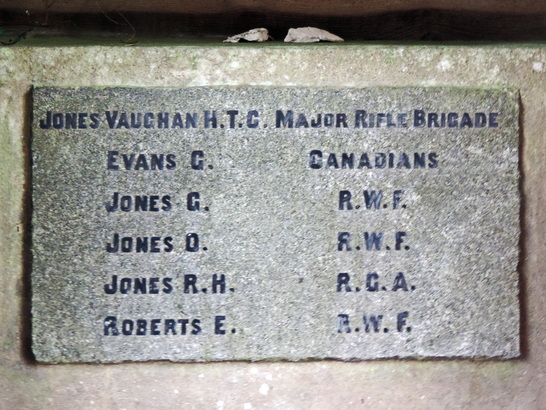 JONES VAUGHAN H.T.C. MAJOR RIFLE BRIGADE
EVANS G. CANADIANS
JONES G. R.W.F.
JONES O. R.W.F.
JONES R.H. R.G.A.
ROBERTS E. R.W.F.